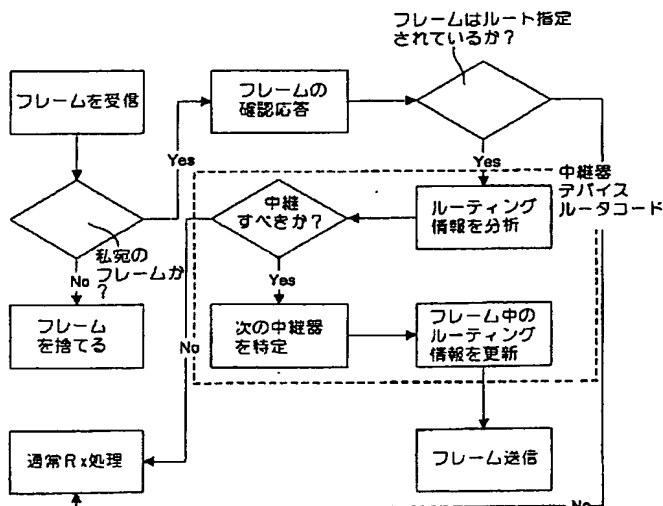 フレームはルート指定
されているか?
フレームを受信
フレームの
確認応答
Yes
Yes
中継器
デバイス
ルータコード
中継
すべきか?
ルーティング
情報を分析
私宛の
フレームか
?
No
Yes
フレーム
を捨てる
No
次の中継器
を特定
フレーム中の
ルーティング
情報を更新
通常Rx処理
フレーム送信
No